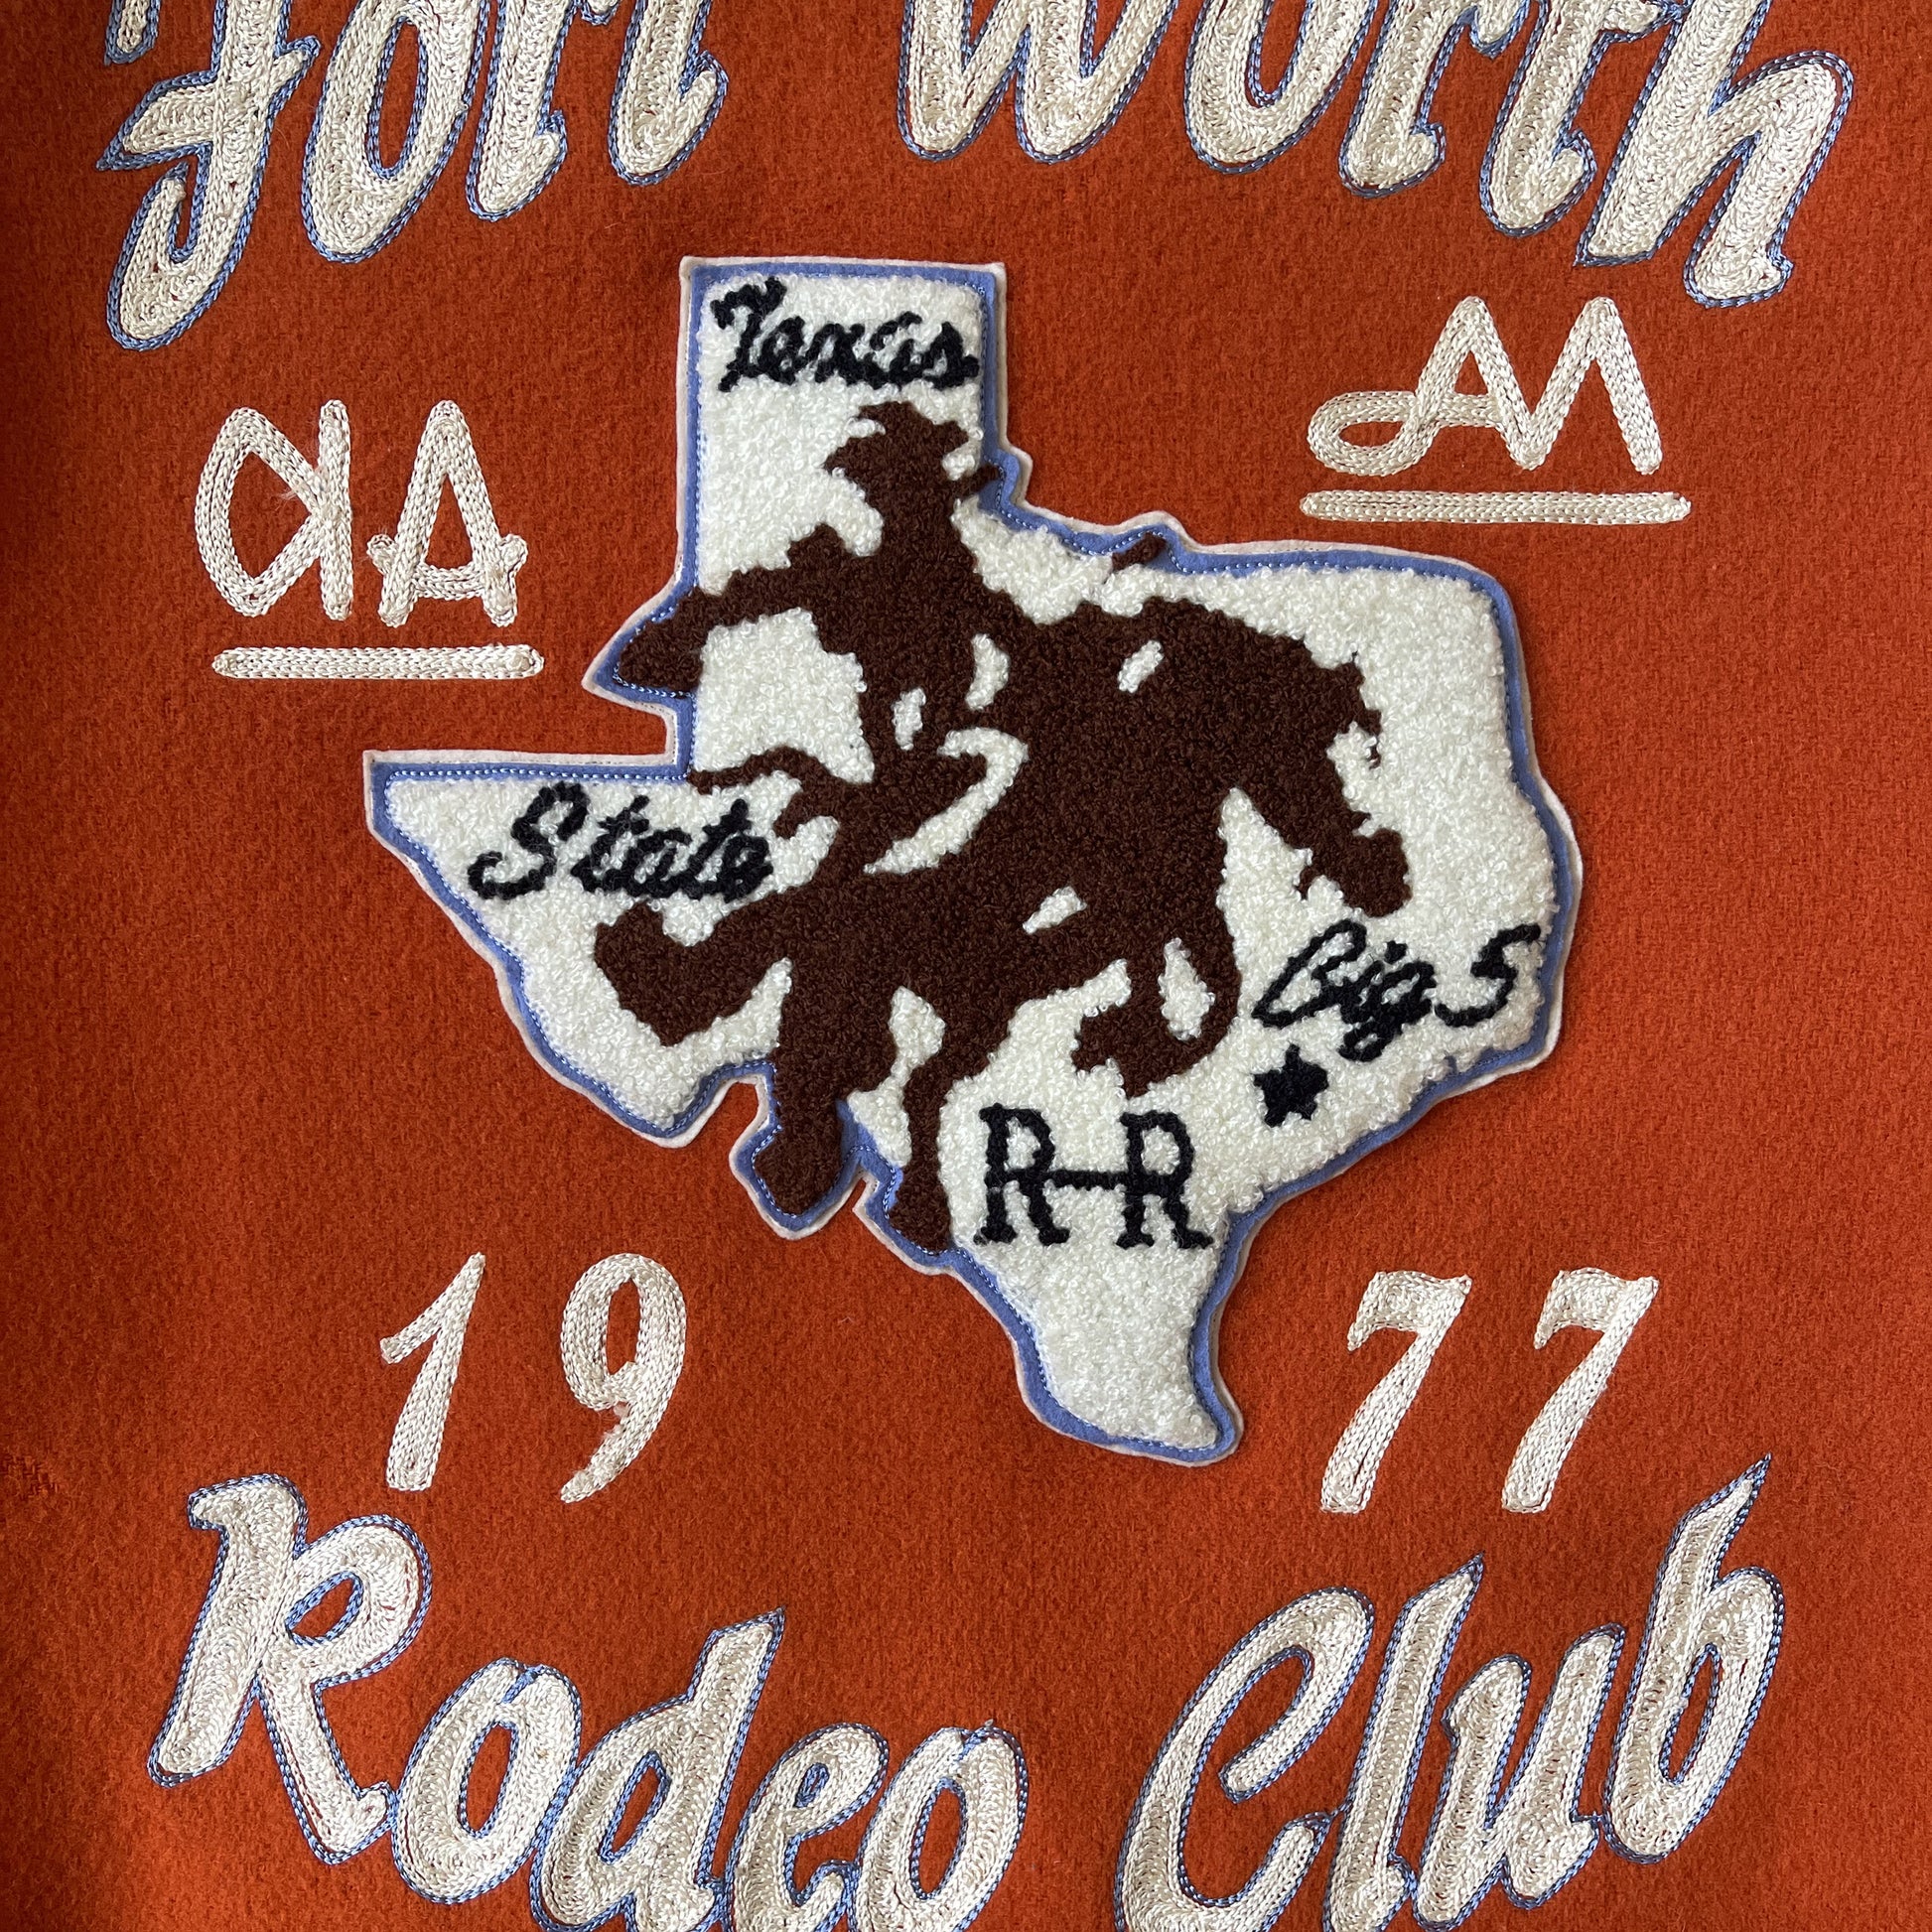 Fort Worth
Texas
State
Big 5
R-R
19 77
Rodeo Club